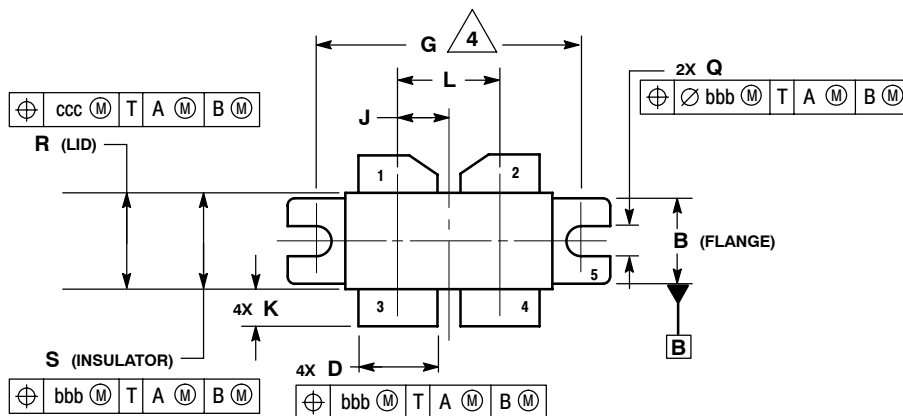 G 4
L
2X Q
⌀ bbb Ⓜ T A Ⓜ B Ⓜ
ccc Ⓜ T A Ⓜ B Ⓜ
J
R (LID)
1
2
B (FLANGE)
5
4X K
3
4
B
S (INSULATOR)
4X D
bbb Ⓜ T A Ⓜ B Ⓜ
bbb Ⓜ T A Ⓜ B Ⓜ